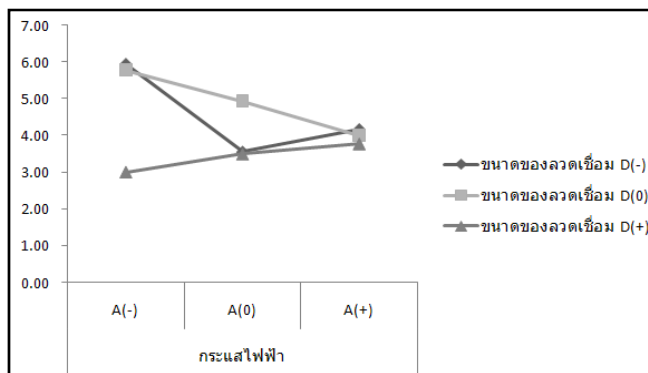 7.00
6.00
5.00
4.00
3.00
2.00
1.00
0.00
A(-) A(0) A(+)
กระแสไฟฟ้า
ขนาดของลวดเชื่อม D(-)
ขนาดของลวดเชื่อม D(0)
ขนาดของลวดเชื่อม D(+)